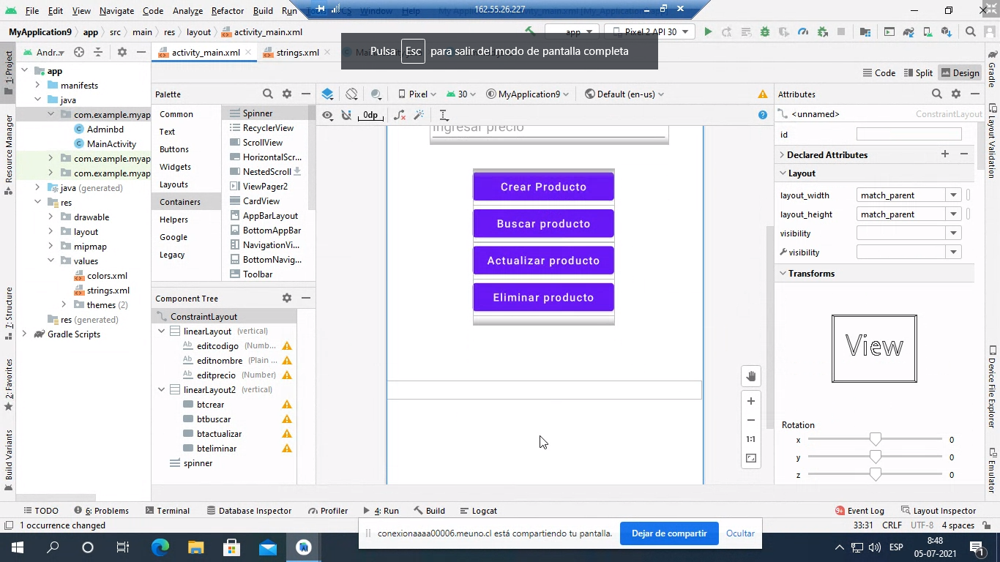 File Edit View Navigate Code Analyze Refactor Build Run
162.55.26.227
MyApplication9 app src main res layout activity_main.xml
app
Pixel 2 API 30
Pulsa Esc para salir del modo de pantalla completa
1: Project
Resource Manager
7: Structure
2: Favorites
Build Variants
Andr...
activity_main.xml
strings.xml
Code Split Design
app
manifests
java
com.example.myap
Adminbd
MainActivity
com.example.myap
com.example.myap
java (generated)
res
drawable
layout
mipmap
values
colors.xml
strings.xml
themes (2)
res (generated)
Gradle Scripts
Palette
Common
Text
Buttons
Widgets
Layouts
Containers
Helpers
Google
Legacy
Spinner
RecyclerView
ScrollView
HorizontalScr...
NestedScroll
ViewPager2
CardView
AppBarLayout
BottomAppBar
NavigationVi...
BottomNavig...
Toolbar
Component Tree
ConstraintLayout
linearLayout (vertical)
editcodigo (Numb...
editnombre (Plain ...
editprecio (Number)
linearLayout2 (vertical)
btcrear
btbuscar
btactualizar
bteliminar
spinner
Pixel 30 MyApplication9 Default (en-us)
0dp
Ingresar precio
Crear Producto
Buscar producto
Actualizar producto
Eliminar producto
1:1
Attributes
<unnamed> ConstraintLayout
id
Declared Attributes
Layout
layout_width match_parent
layout_height match_parent
visibility
visibility
Transforms
View
Rotation
x 0
y 0
z 0
Gradle
Layout Validation
Device File Explorer
Emulator
TODO 6: Problems Terminal Database Inspector Profiler 4: Run Build Logcat Event Log Layout Inspector
1 occurrence changed
33:31 CRLF UTF-8 4 spaces
conexionaaaa00006.meuno.cl está compartiendo tu pantalla. Dejar de compartir Ocultar
ESP
8:48
05-07-2021
1